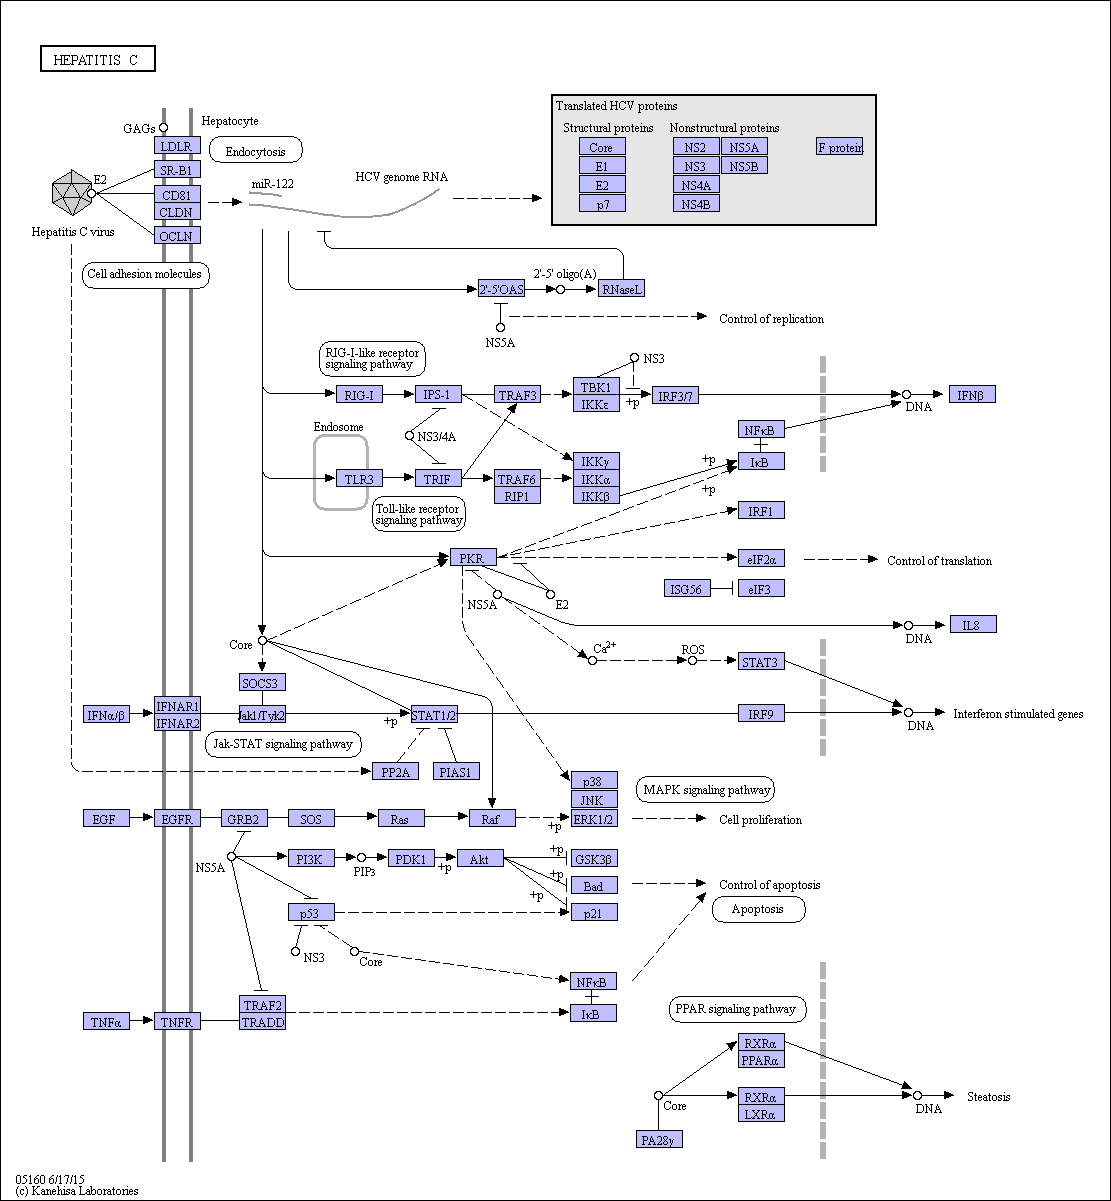 HEPATITIS C
Translated HCV proteins
Structural proteins
Nonstructural proteins
Core
E1
E2
p7
NS2
NS3
NS4A
NS4B
NS5A
NS5B
F protein
GAGs
Hepatocyte
LDLR
Endocytosis
SR-B1
E2
CD81
CLDN
OCLN
Hepatitis C virus
miR-122
HCV genome RNA
Cell adhesion molecules
2'-5'OAS
2'-5' oligo(A)
RNaseL
NS5A
Control of replication
RIG-I-like receptor
signaling pathway
NS3
RIG-I
IPS-1
TRAF3
TBK1
IKKε
+p
IRF3/7
DNA
IFNβ
Endosome
NS3/4A
NFκB
IκB
+p
+p
TLR3
TRIF
TRAF6
RIP1
IKKγ
IKKα
IKKβ
Toll-like receptor
signaling pathway
IRF1
PKR
eIF2α
Control of translation
NS5A
E2
ISG56
eIF3
DNA
IL8
Core
Ca2+
ROS
STAT3
SOCS3
IFNα/β
IFNAR1
IFNAR2
Jak1/Tyk2
+p
STAT1/2
IRF9
DNA
Interferon stimulated genes
Jak-STAT signaling pathway
PP2A
PIAS1
p38
JNK
ERK1/2
MAPK signaling pathway
EGF
EGFR
GRB2
SOS
Ras
Raf
+p
Cell proliferation
NS5A
PI3K
PIP3
PDK1
+p
Akt
+p
+p
+p
GSK3β
Bad
p21
Control of apoptosis
Apoptosis
p53
NS3
Core
NFκB
IκB
TNFα
TNFR
TRAF2
TRADD
PPAR signaling pathway
RXRα
PPARα
Core
RXRα
LXRα
DNA
Steatosis
PA28γ
05160 6/17/15
(c) Kanehisa Laboratories